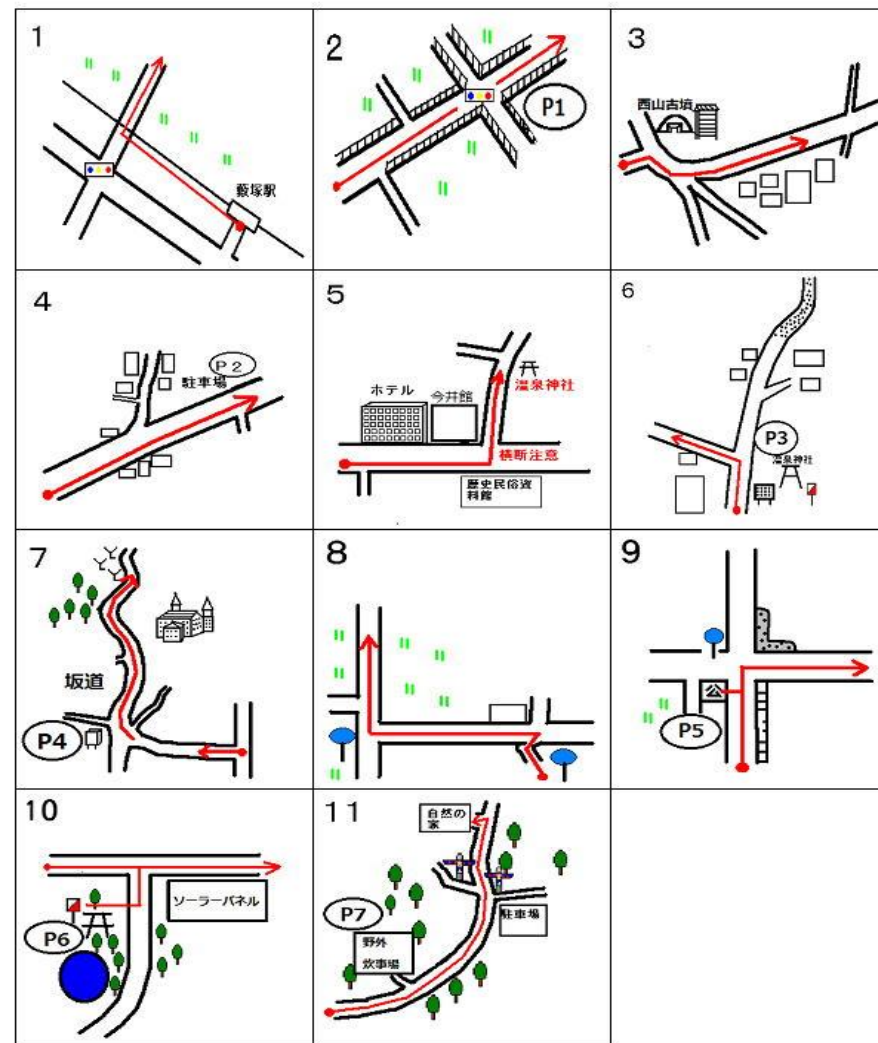 1
藪塚駅
2
P1
3
西山古墳
4
P2
駐車場
5
ホテル
今井館
温泉神社
横断注意
歴史民俗資
料館
6
P3
温泉神社
7
坂道
P4
8
9
公
P5
10
ソーラーパネル
P6
11
自然の
家
P7
駐車場
野外
炊事場